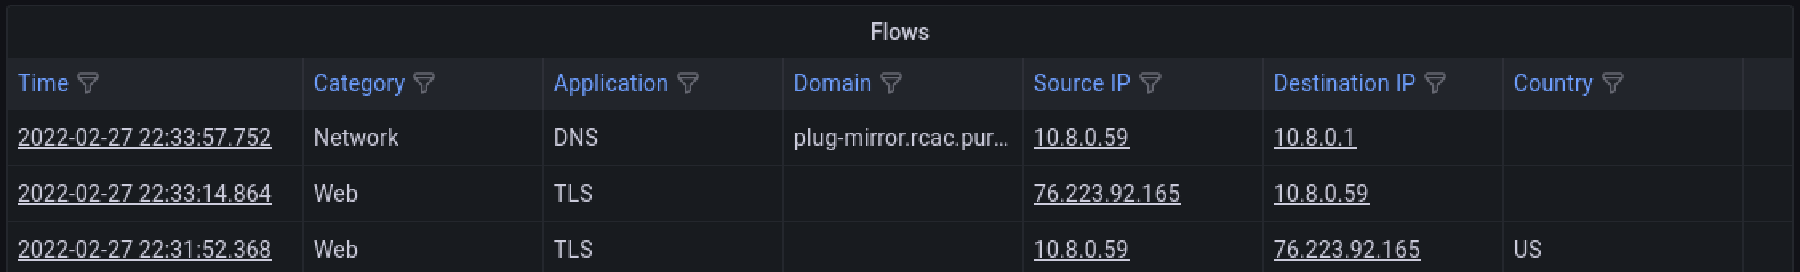 Flows
Time Category Application Domain Source IP Destination IP Country
2022-02-27 22:33:57.752 Network DNS plug-mirror.rcac.pur... 10.8.0.59 10.8.0.1
2022-02-27 22:33:14.864 Web TLS 76.223.92.165 10.8.0.59
2022-02-27 22:31:52.368 Web TLS 10.8.0.59 76.223.92.165 US